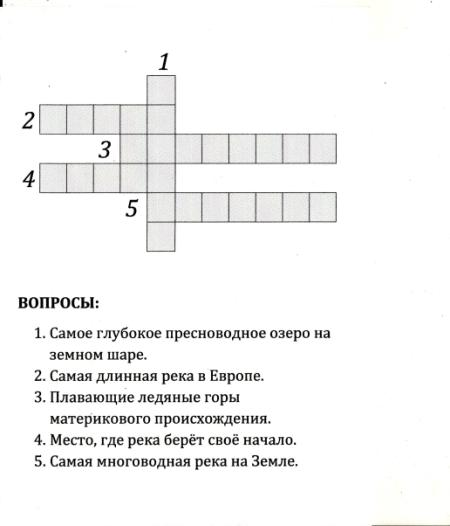 1
2
3
4
5
ВОПРОСЫ:
1. Самое глубокое пресноводное озеро на
земном шаре.
2. Самая длинная река в Европе.
3. Плавающие ледяные горы
материкового происхождения.
4. Место, где река берёт своё начало.
5. Самая многоводная река на Земле.